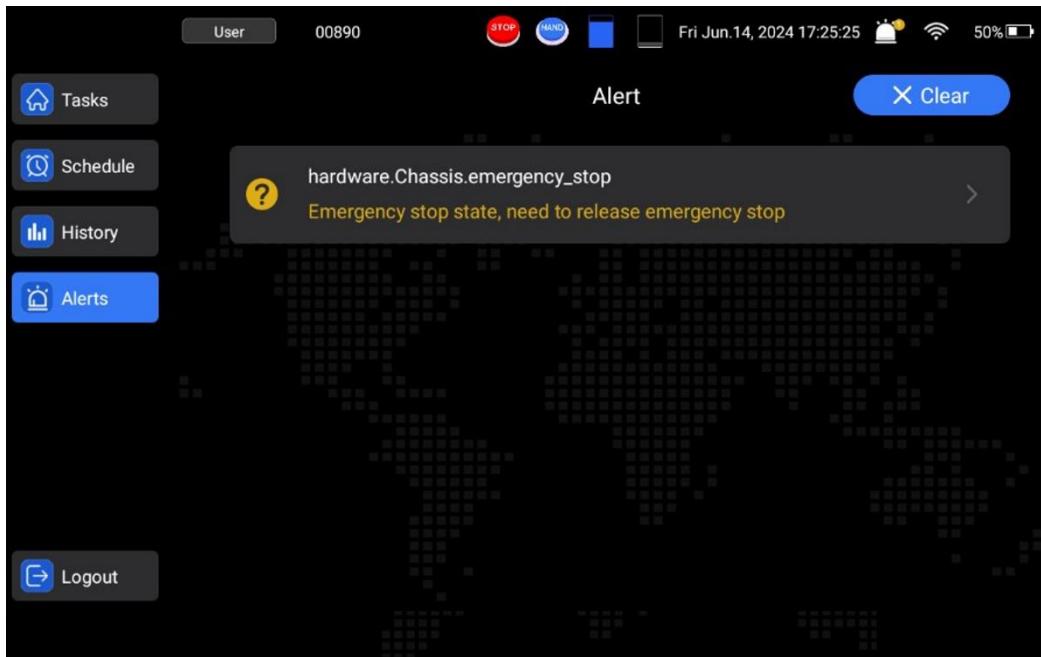 User 00890 STOP HAND Fri Jun.14, 2024 17:25:25 50%
Tasks
Alert
Clear
Schedule
hardware.Chassis.emergency_stop
Emergency stop state, need to release emergency stop
History
Alerts
Logout